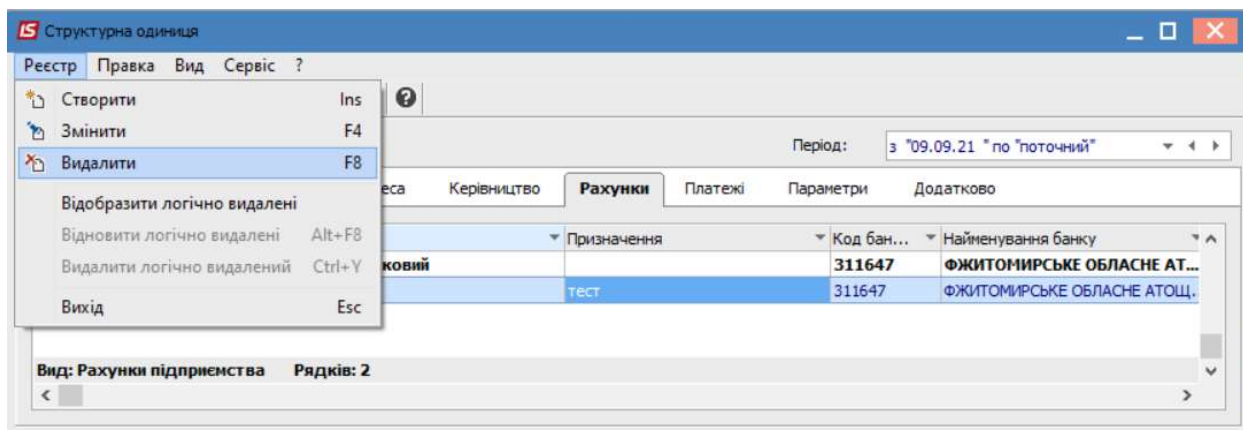 IS Структурна одиниця
Реєстр Правка Вид Сервіс ?
Створити Ins
Змінити F4
Видалити F8
Відобразити логічно видалені
Відновити логічно видалені Alt+F8
Видалити логічно видалений Ctrl+Y
Вихід Esc
Період: з "09.09.21 " по "поточний"
еса Керівництво Рахунки Платежі Параметри Додатково
Призначення Код бан... Найменування банку
ковий 311647 ФЖИТОМИРСЬКЕ ОБЛАСНЕ АТ...
тест 311647 ФЖИТОМИРСЬКЕ ОБЛАСНЕ АТОЩ.
Вид: Рахунки підприємства Рядків: 2